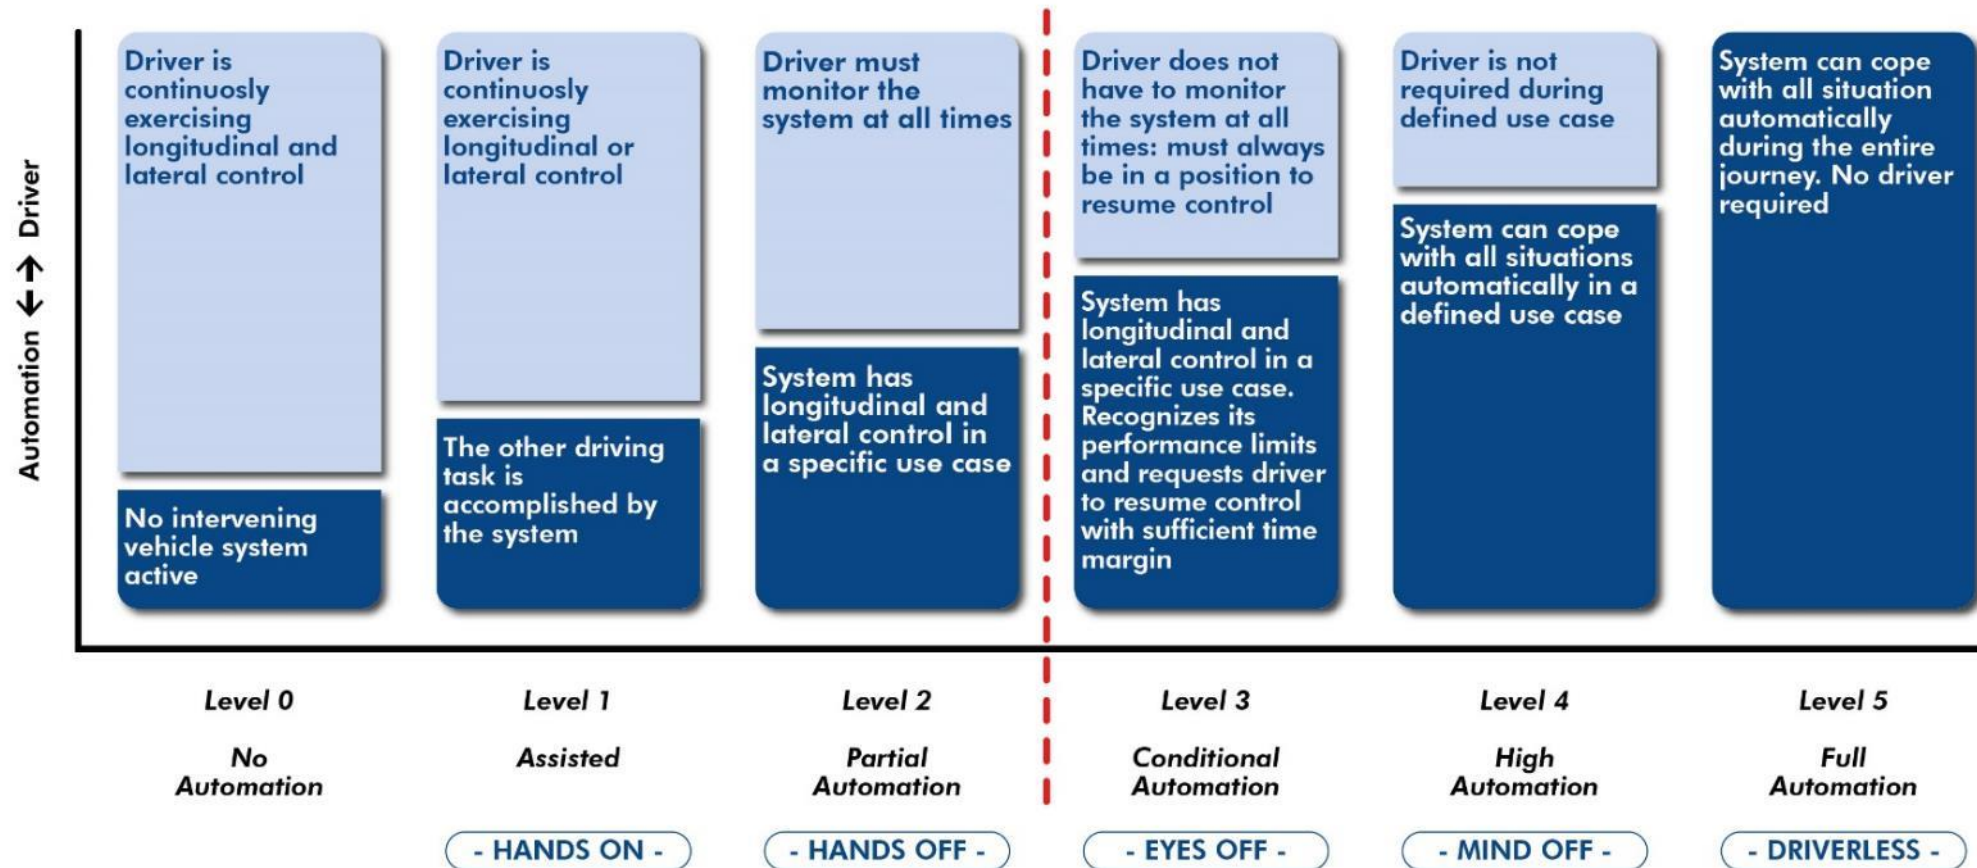 Automation ←→ Driver
Driver is
continuosly
exercising
longitudinal and
lateral control
No intervening
vehicle system
active
Driver is
continuosly
exercising
longitudinal or
lateral control
The other driving
task is
accomplished by
the system
Driver must
monitor the
system at all times
System has
longitudinal and
lateral control in
a specific use case
Driver does not
have to monitor
the system at all
times: must always
be in a position to
resume control
System has
longitudinal and
lateral control in a
specific use case.
Recognizes its
performance limits
and requests driver
to resume control
with sufficient time
margin
Driver is not
required during
defined use case
System can cope
with all situations
automatically in a
defined use case
System can cope
with all situation
automatically
during the entire
journey. No driver
required
Level 0
No
Automation
Level 1
Assisted
- HANDS ON -
Level 2
Partial
Automation
- HANDS OFF -
Level 3
Conditional
Automation
- EYES OFF -
Level 4
High
Automation
- MIND OFF -
Level 5
Full
Automation
- DRIVERLESS -